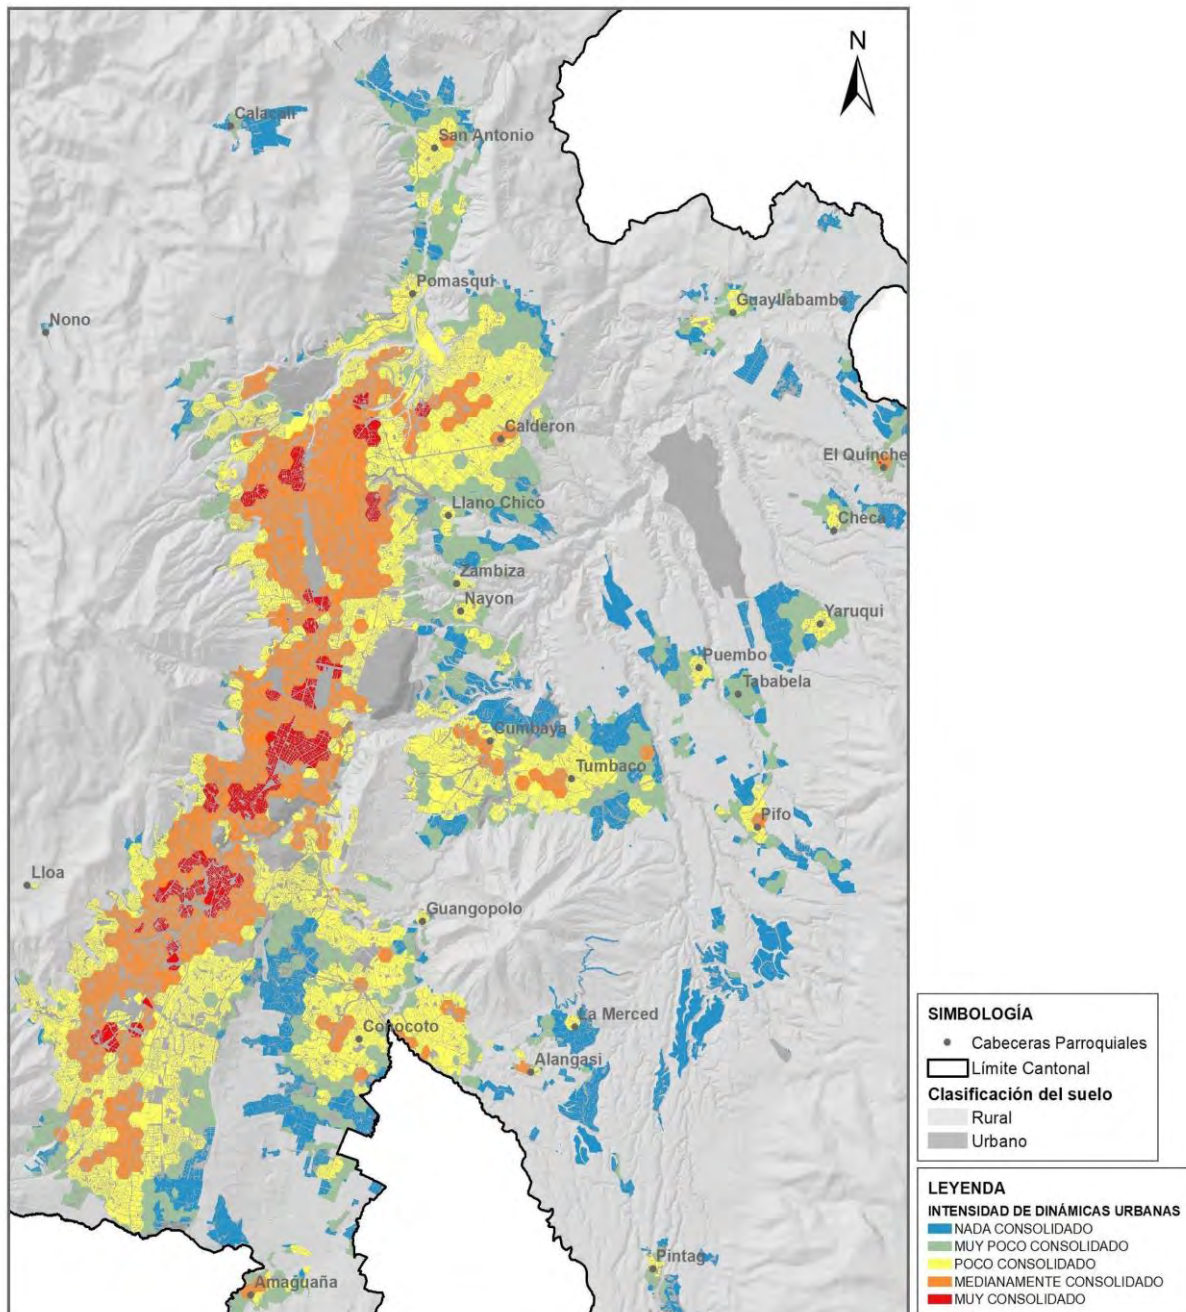 N
Calacali
San Antonio
Pomasqui
Nono
Guayllabamba
Calderon
El Quinche
Llano Chico
Checa
Zambiza
Nayon
Yaruqui
Puembo
Tababela
Cumbaya
Tumbaco
Pifo
Lloa
Guangopolo
La Merced
Conocoto
Alangasi
Pintag
Amaguaña
SIMBOLOGÍA
Cabeceras Parroquiales
Límite Cantonal
Clasificación del suelo
Rural
Urbano
LEYENDA
INTENSIDAD DE DINÁMICAS URBANAS
NADA CONSOLIDADO
MUY POCO CONSOLIDADO
POCO CONSOLIDADO
MEDIANAMENTE CONSOLIDADO
MUY CONSOLIDADO